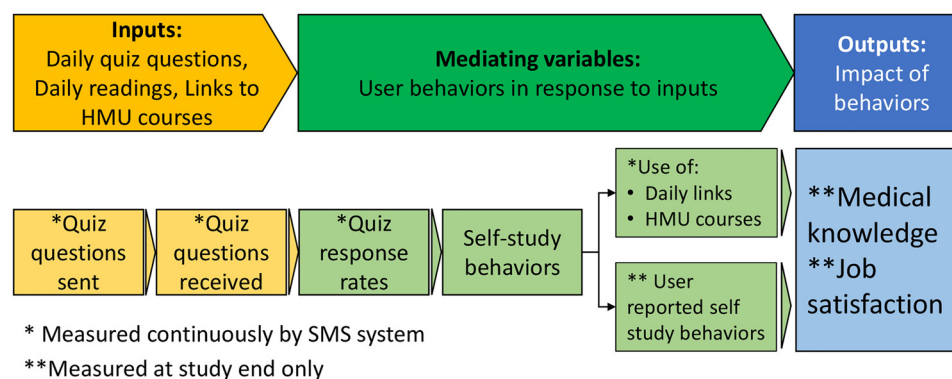 Inputs:
Daily quiz questions,
Daily readings, Links to
HMU courses
Mediating variables:
User behaviors in response to inputs
Outputs:
Impact of
behaviors
*Quiz
questions
sent
*Quiz
questions
received
*Quiz
response
rates
Self-study
behaviors
*Use of:
• Daily links
• HMU courses
** User
reported self
study behaviors
**Medical
knowledge
**Job
satisfaction
* Measured continuously by SMS system
**Measured at study end only